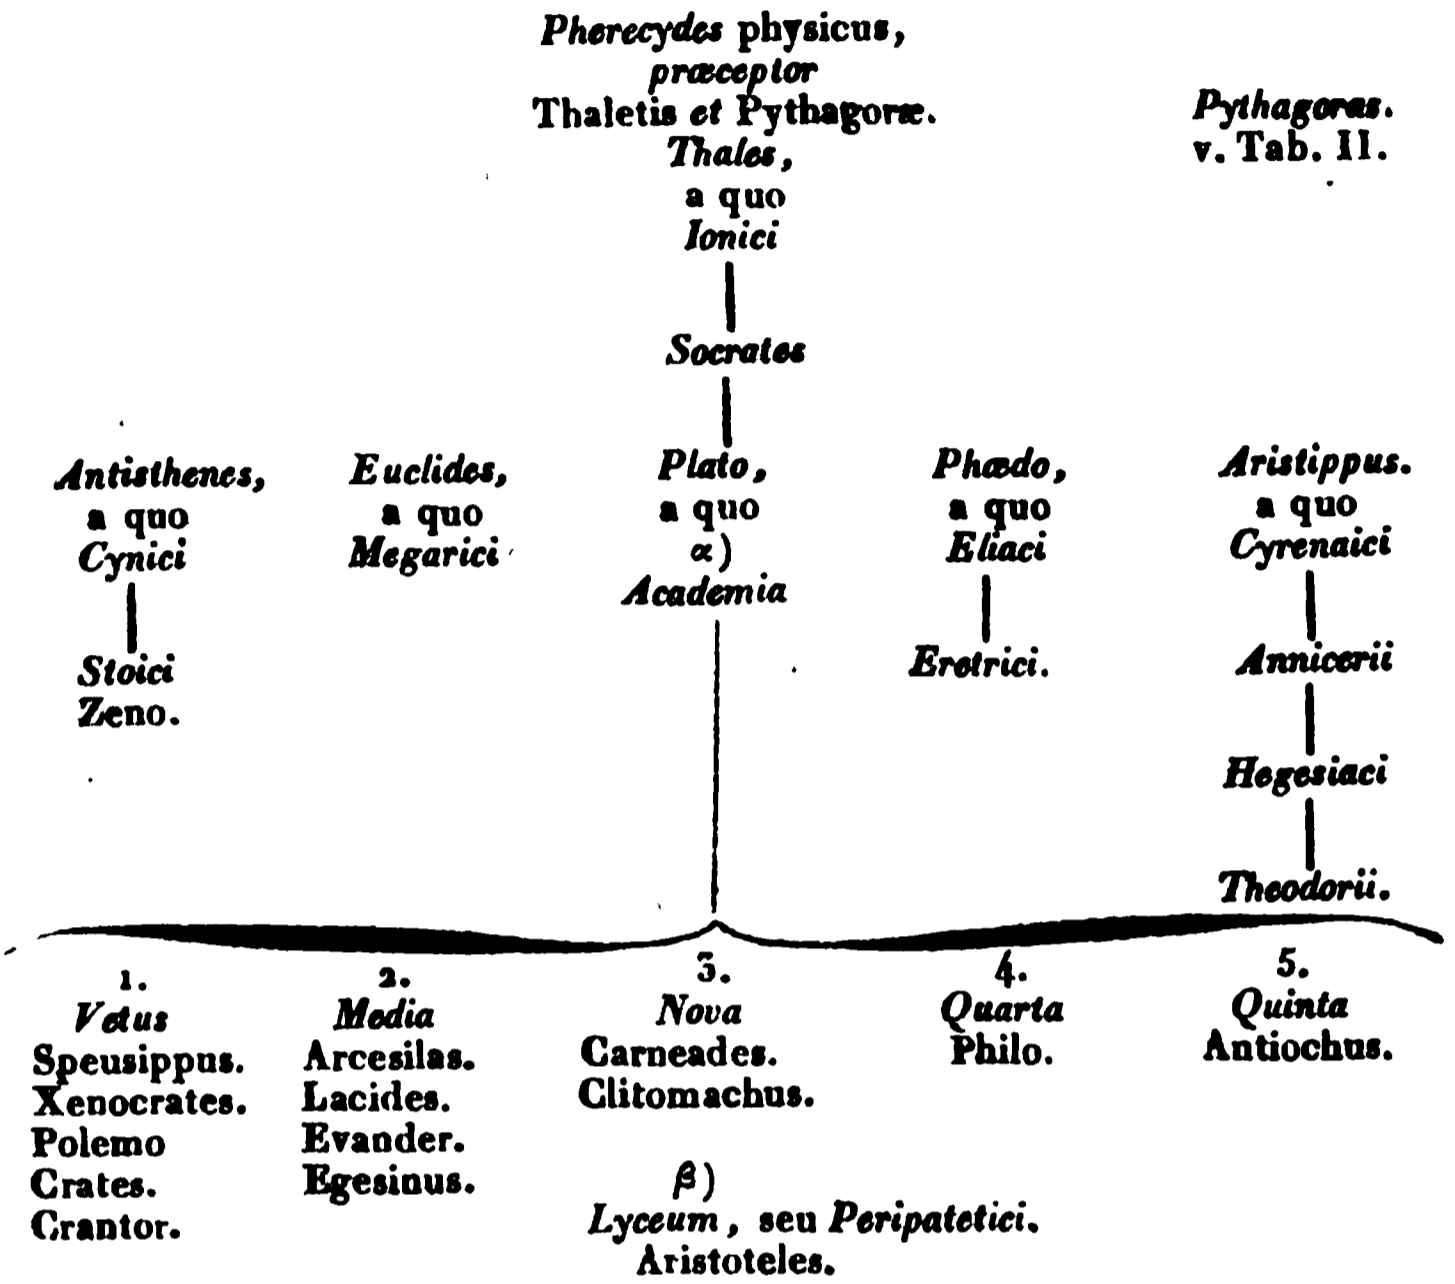 Pherecydes physicus,
præceptor
Thaletis et Pythagoræ.
Pythagoras.
v. Tab. II.
Thales,
a quo
Ionici
Socrates
Antisthenes,
a quo
Cynici
Stoici
Zeno.
Euclides,
a quo
Megarici
Plato,
a quo
α)
Academia
Phædo,
a quo
Eliaci
Eretrici.
Aristippus.
a quo
Cyrenaici
Annicerii
Hegesiaci
Theodorii.
1.
Vetus
Speusippus.
Xenocrates.
Polemo
Crates.
Crantor.
2.
Media
Arcesilas.
Lacides.
Evander.
Egesinus.
3.
Nova
Carneades.
Clitomachus.
4.
Quarta
Philo.
5.
Quinta
Antiochus.
β)
Lyceum, seu Peripatetici.
Aristoteles.